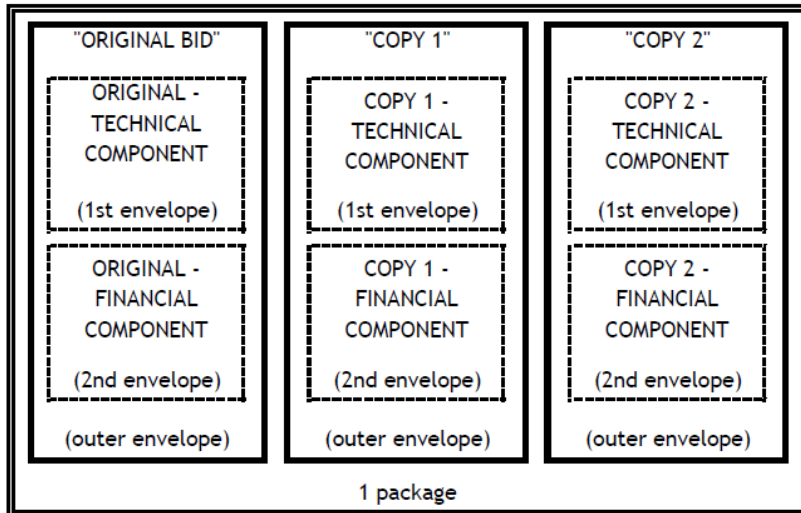 "ORIGINAL BID"
ORIGINAL -
TECHNICAL
COMPONENT
(1st envelope)
ORIGINAL -
FINANCIAL
COMPONENT
(2nd envelope)
(outer envelope)
"COPY 1"
COPY 1 -
TECHNICAL
COMPONENT
(1st envelope)
COPY 1 -
FINANCIAL
COMPONENT
(2nd envelope)
(outer envelope)
"COPY 2"
COPY 2 -
TECHNICAL
COMPONENT
(1st envelope)
COPY 2 -
FINANCIAL
COMPONENT
(2nd envelope)
(outer envelope)
1 package